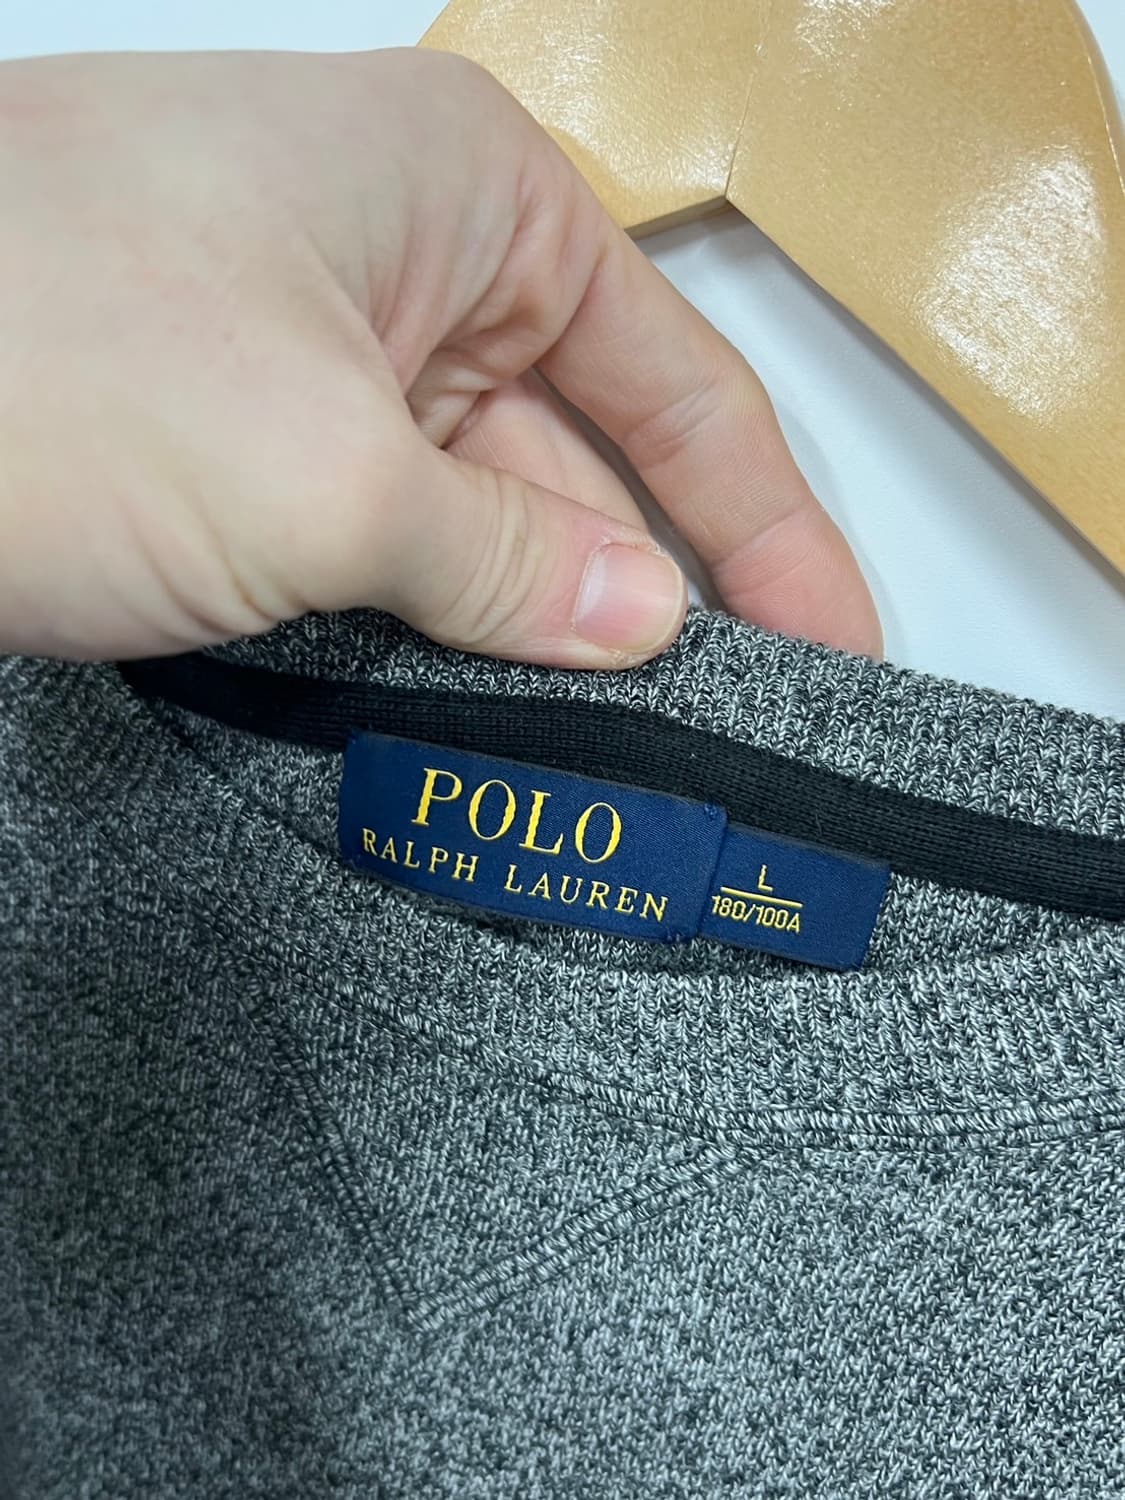 POLO
RALPH LAUREN
L
180/100A